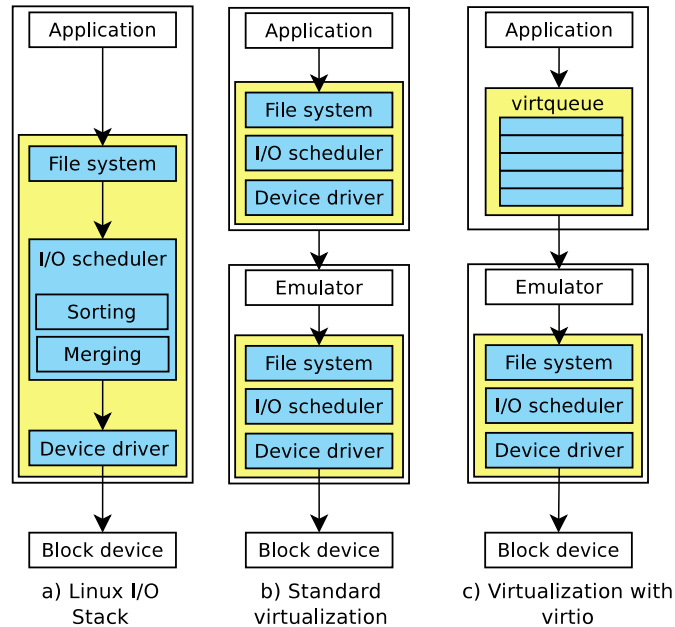 Application
File system
I/O scheduler
Sorting
Merging
Device driver
Block device
a) Linux I/O
Stack
Application
File system
I/O scheduler
Device driver
Emulator
File system
I/O scheduler
Device driver
Block device
b) Standard
virtualization
Application
virtqueue
Emulator
File system
I/O scheduler
Device driver
Block device
c) Virtualization with
virtio